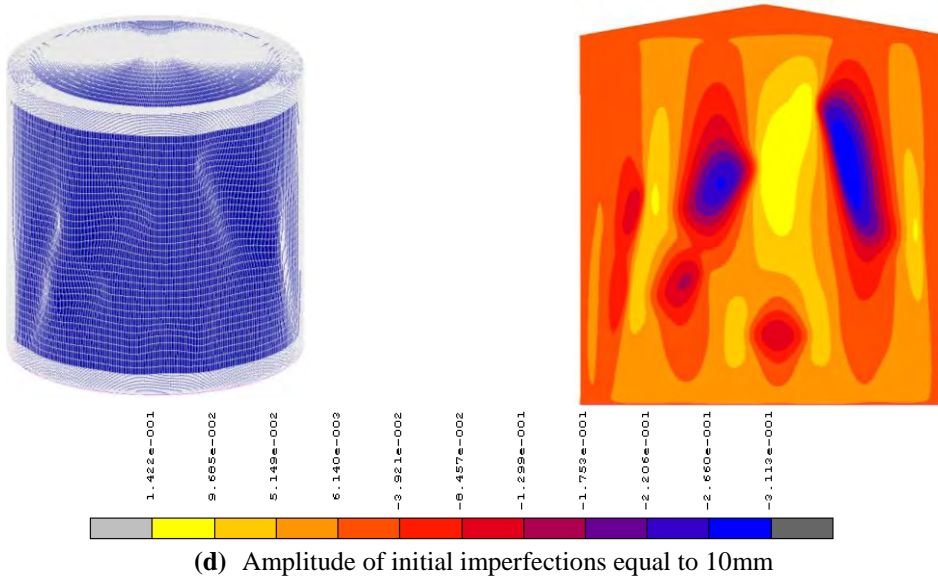 1.422e-001
9.685e-002
5.149e-002
6.140e-003
-3.921e-002
-8.457e-002
-1.299e-001
-1.753e-001
-2.206e-001
-2.660e-001
-3.113e-001
(d) Amplitude of initial imperfections equal to 10mm